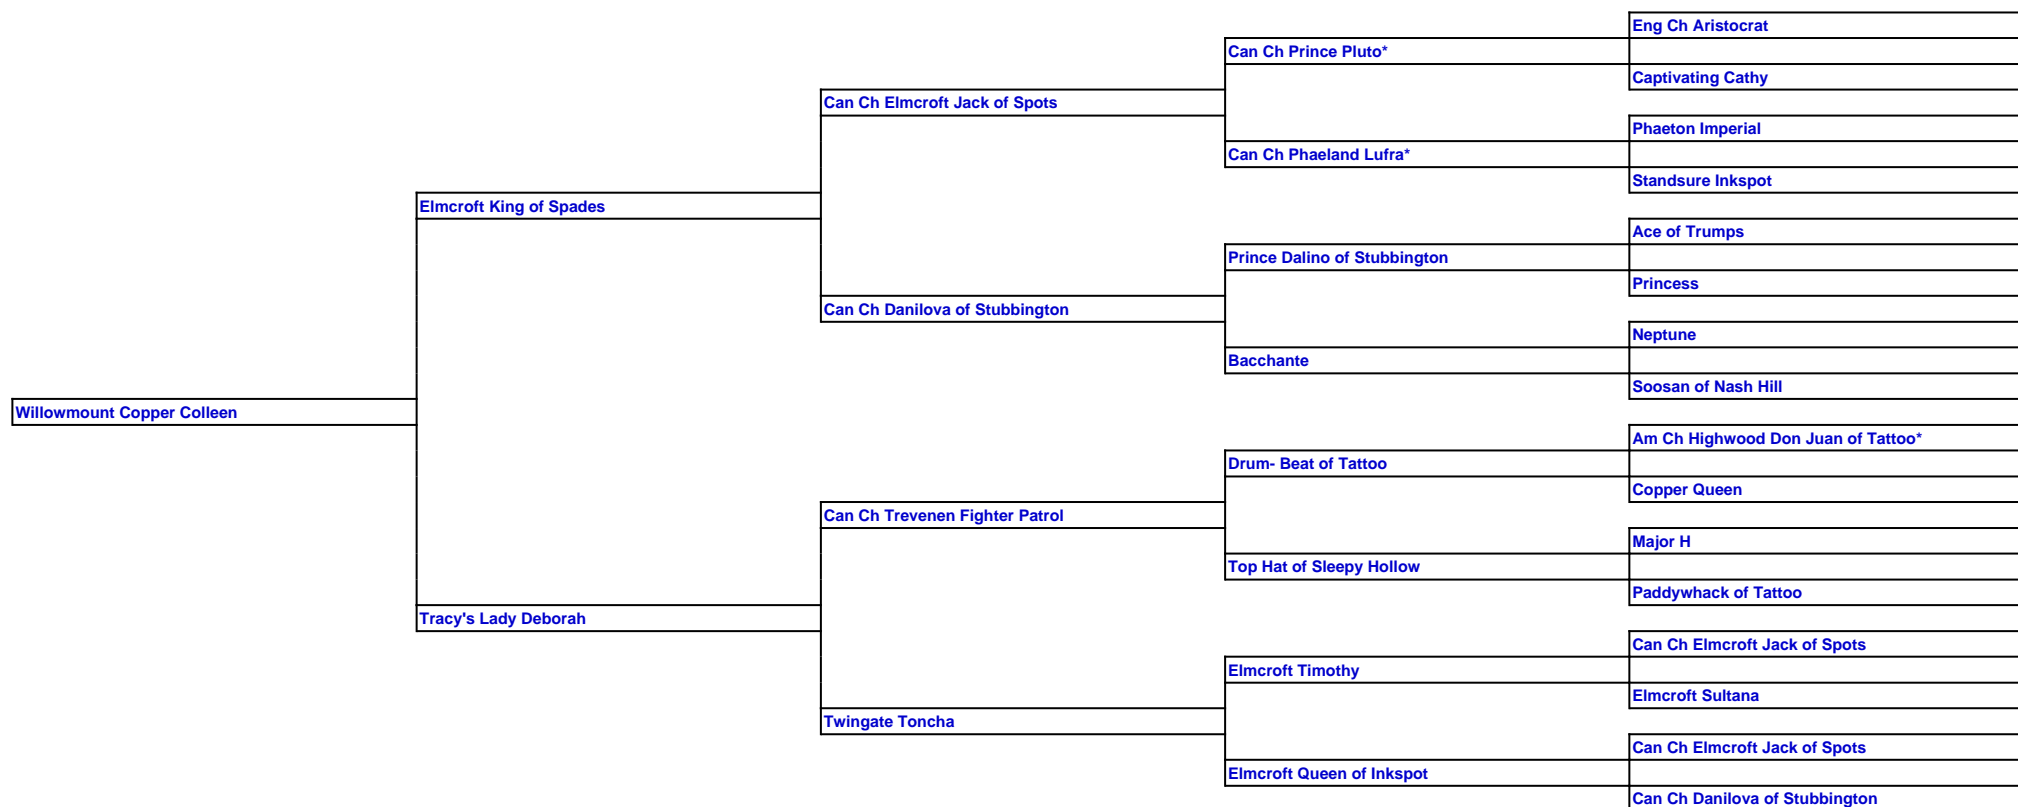 Eng Ch Aristocrat
Can Ch Prince Pluto*
Captivating Cathy
Can Ch Elmcroft Jack of Spots
Phaeton Imperial
Can Ch Phaeland Lufra*
Standsure Inkspot
Elmcroft King of Spades
Ace of Trumps
Prince Dalino of Stubbington
Princess
Can Ch Danilova of Stubbington
Neptune
Bacchante
Soosan of Nash Hill
Willowmount Copper Colleen
Am Ch Highwood Don Juan of Tattoo*
Drum- Beat of Tattoo
Copper Queen
Can Ch Trevenen Fighter Patrol
Major H
Top Hat of Sleepy Hollow
Paddywhack of Tattoo
Tracy's Lady Deborah
Can Ch Elmcroft Jack of Spots
Elmcroft Timothy
Elmcroft Sultana
Twingate Toncha
Can Ch Elmcroft Jack of Spots
Elmcroft Queen of Inkspot
Can Ch Danilova of Stubbington